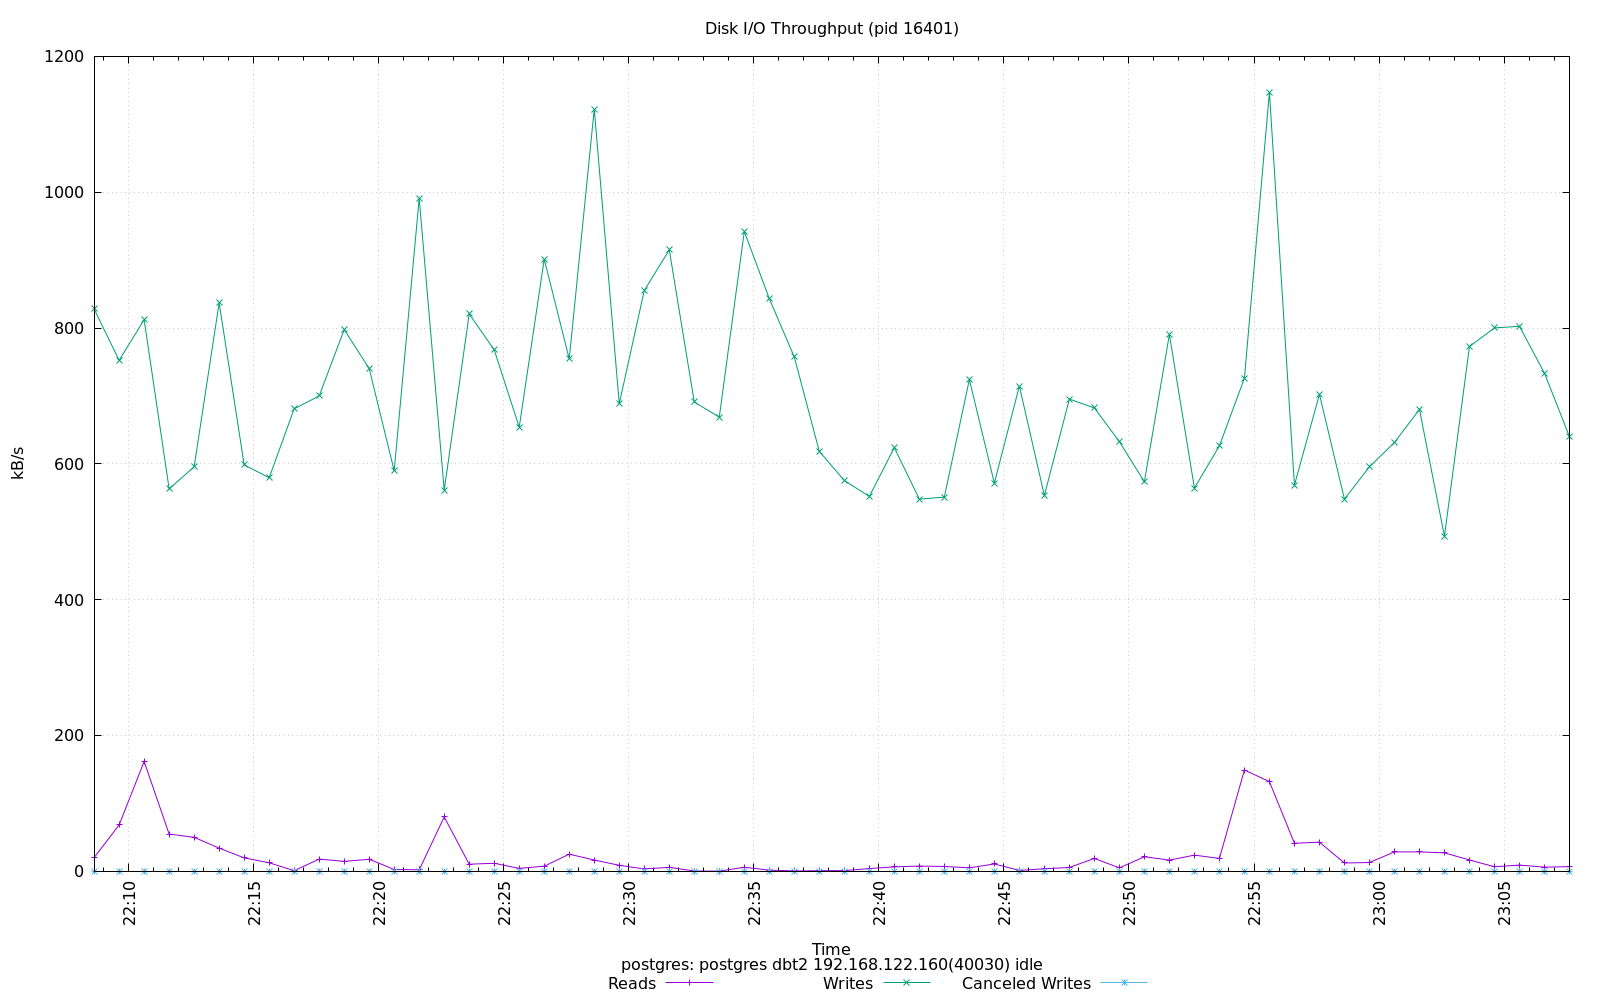 Disk I/O Throughput (pid 16401)
1200
1000
800
600
400
200
0
kB/s
22:10 22:15 22:20 22:25 22:30 22:35 22:40 22:45 22:50 22:55 23:00 23:05
Time
postgres: postgres dbt2 192.168.122.160(40030) idle
Reads Writes Canceled Writes